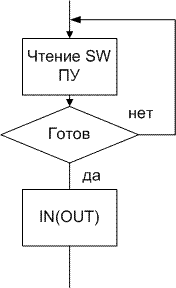 Чтение SW
ПУ
Готов
нет
да
IN(OUT)